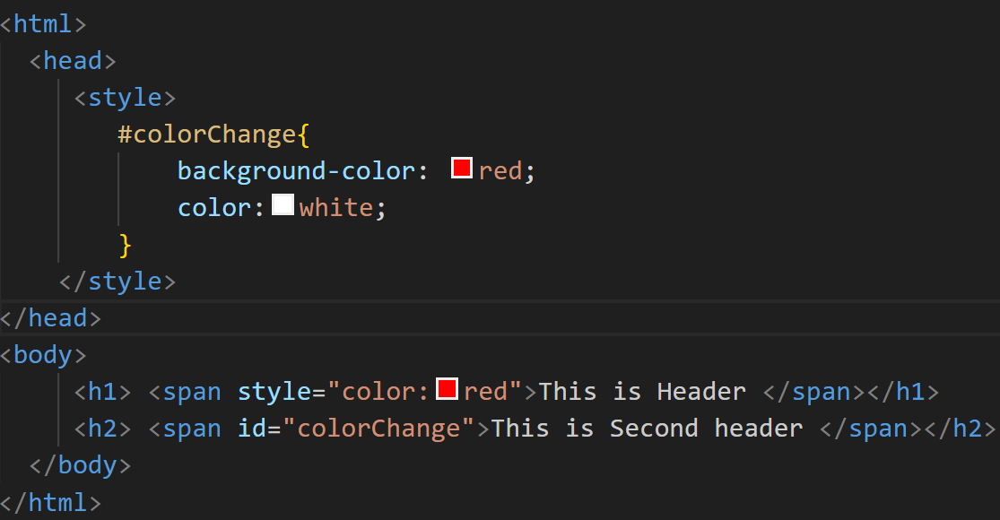 <html>
<head>
<style>
#colorChange{
background-color: red;
color: white;
}
</style>
</head>
<body>
<h1> <span style="color: red">This is Header </span></h1>
<h2> <span id="colorChange">This is Second header </span></h2>
</body>
</html>